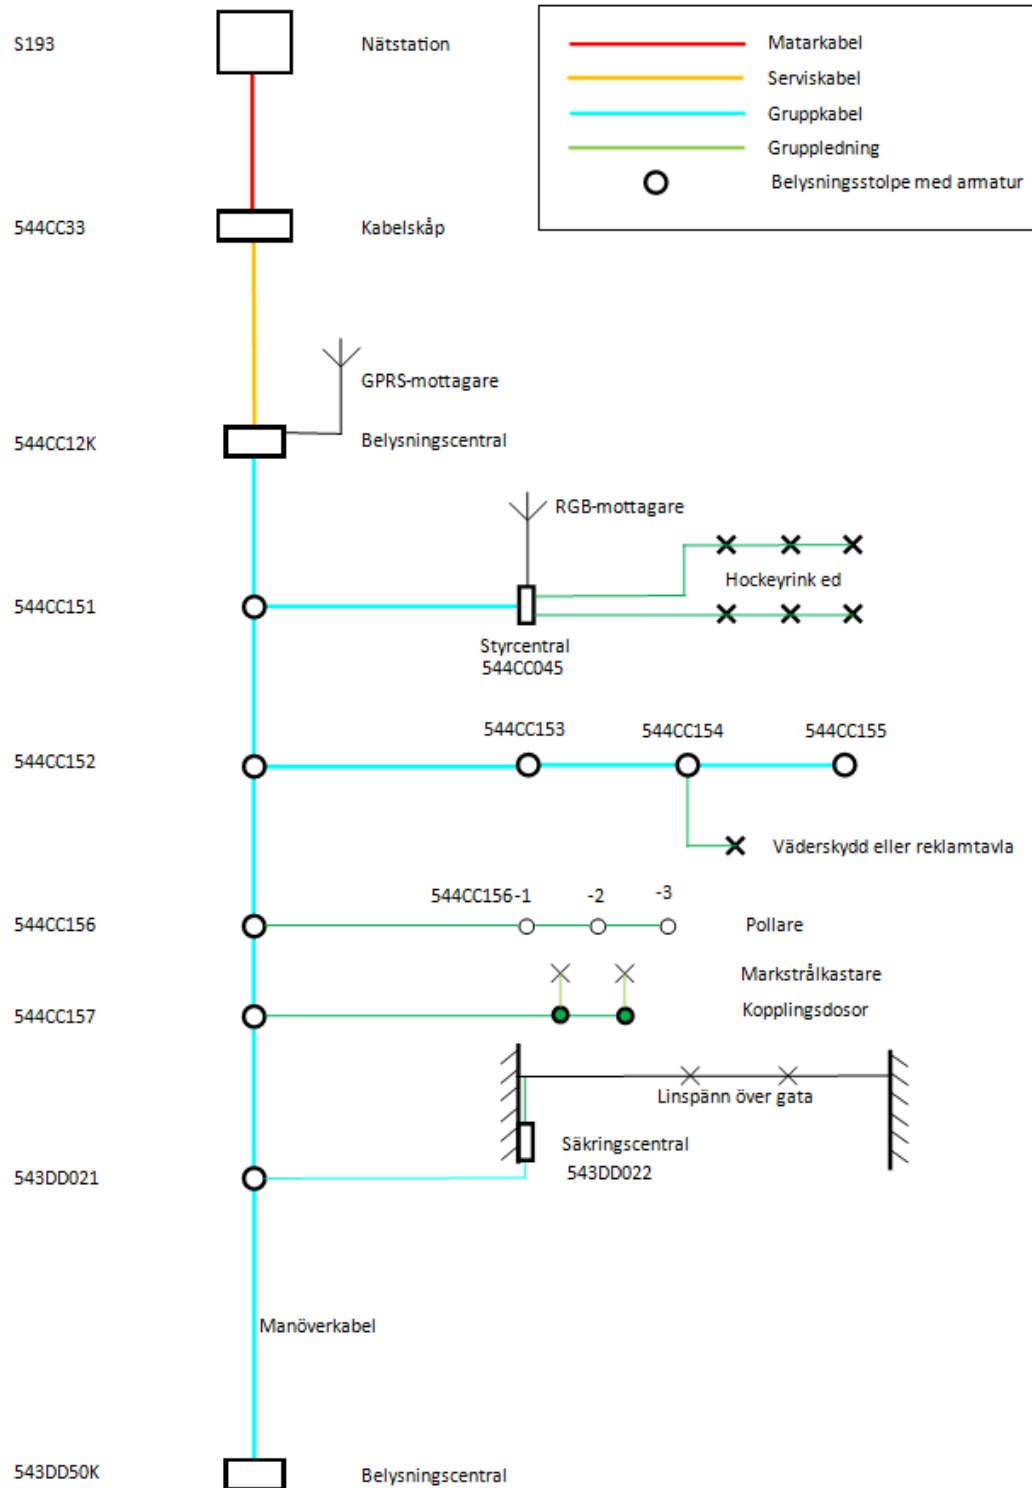 S193
Nätstation
Matarkabel
Serviskabel
Gruppkabel
Gruppledning
Belysningsstolpe med armatur
544CC33
Kabelskåp
GPRS-mottagare
544CC12K
Belysningscentral
RGB-mottagare
Hockeyrink ed
544CC151
Styrcentral
544CC045
544CC153
544CC154
544CC155
544CC152
Väderskydd eller reklamtavla
544CC156-1
-2
-3
544CC156
Pollare
Markstrålkastare
Kopplingsdosor
544CC157
Linspänn över gata
Säkringscentral
543DD022
543DD021
Manöverkabel
543DD50K
Belysningscentral